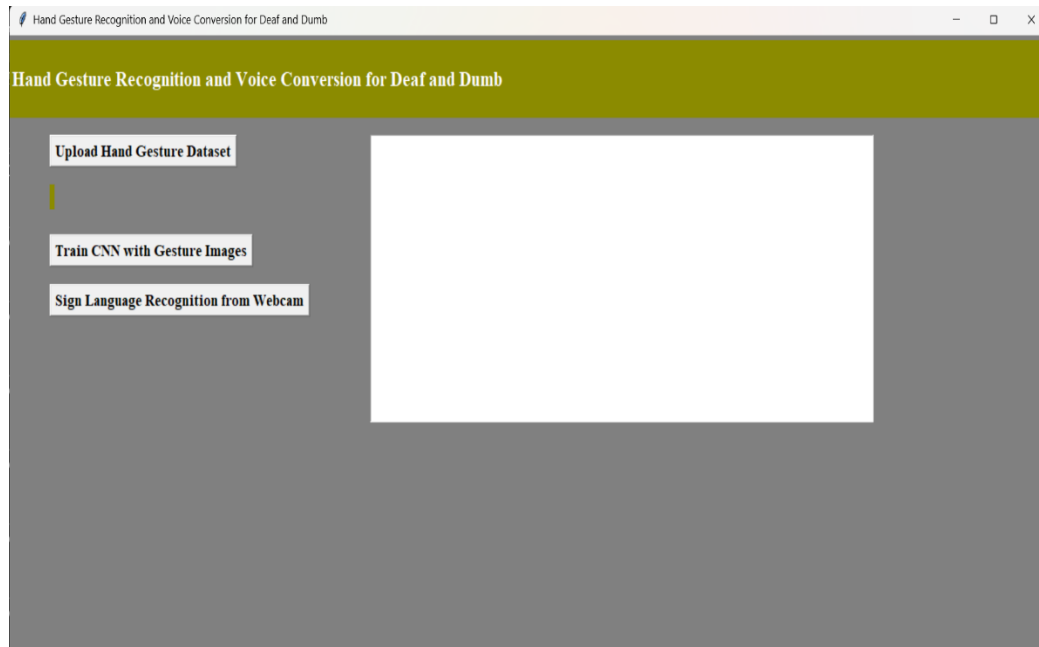 Hand Gesture Recognition and Voice Conversion for Deaf and Dumb
Hand Gesture Recognition and Voice Conversion for Deaf and Dumb
Upload Hand Gesture Dataset
Train CNN with Gesture Images
Sign Language Recognition from Webcam